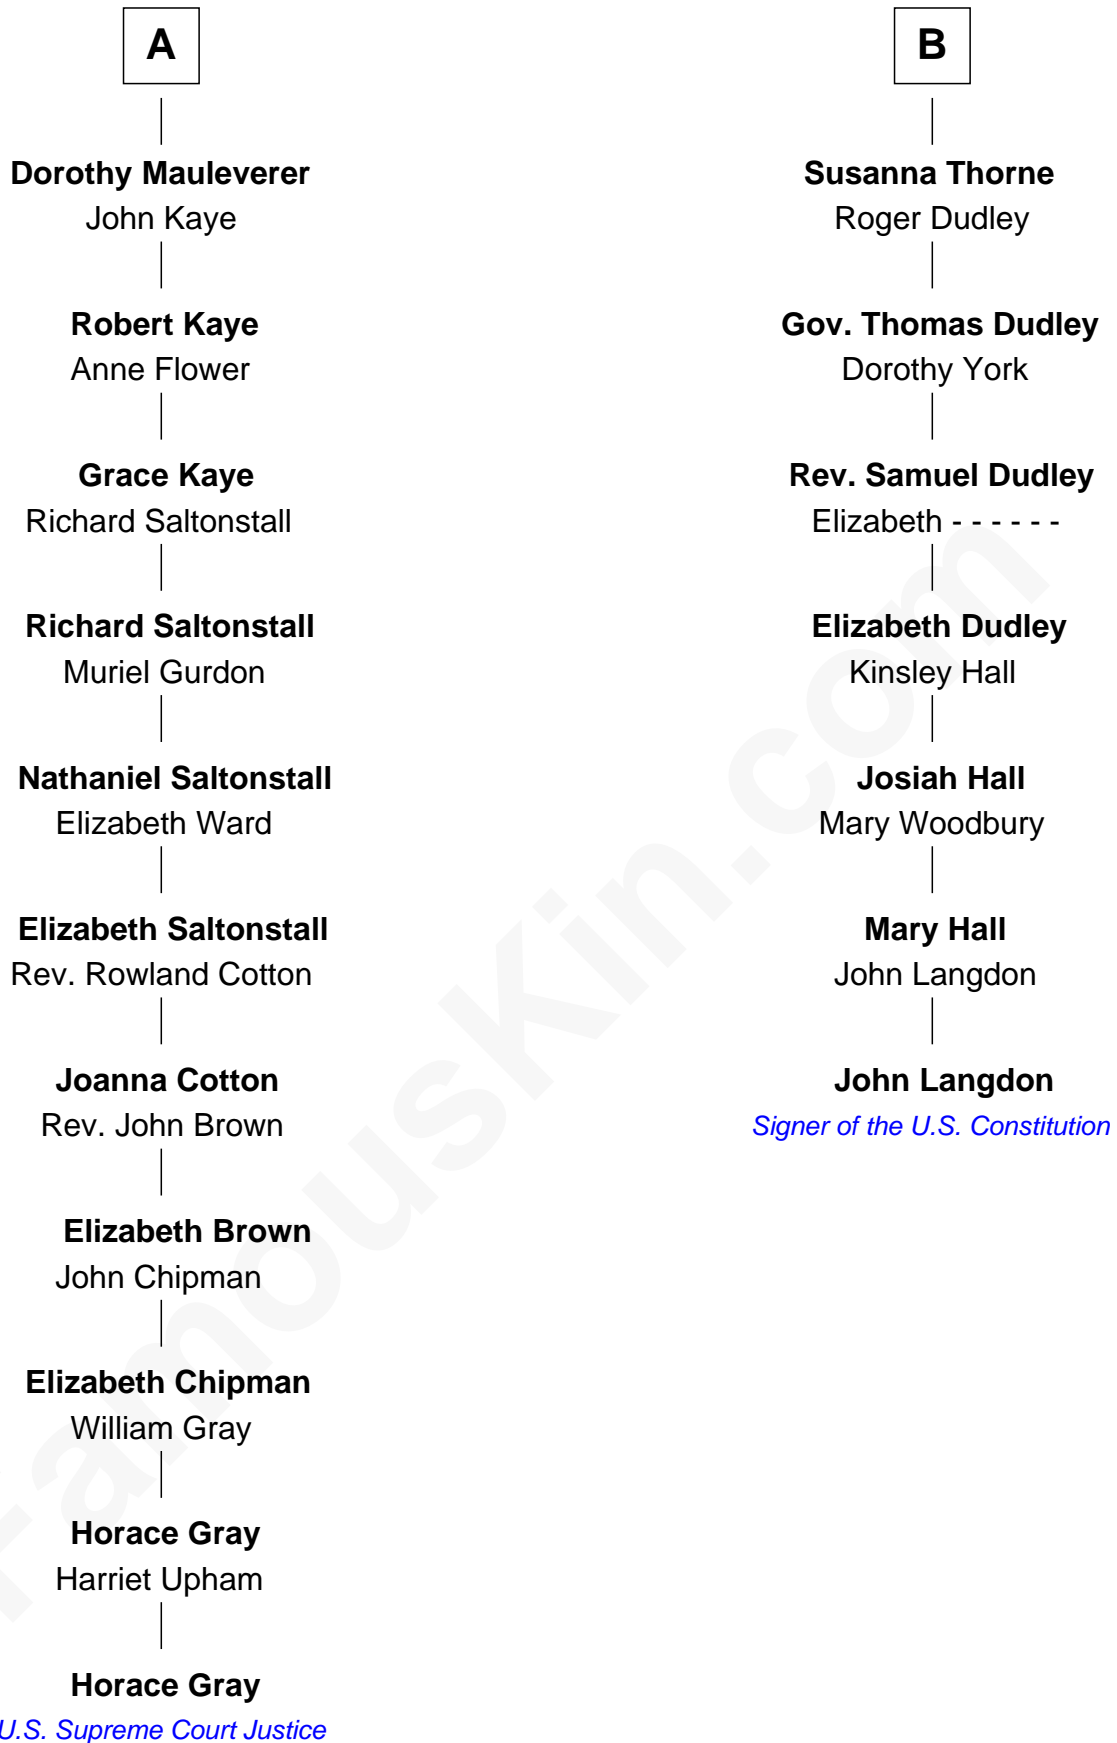 A
Dorothy Mauleverer
John Kaye
Robert Kaye
Anne Flower
Grace Kaye
Richard Saltonstall
Richard Saltonstall
Muriel Gurdon
Nathaniel Saltonstall
Elizabeth Ward
Elizabeth Saltonstall
Rev. Rowland Cotton
Joanna Cotton
Rev. John Brown
Elizabeth Brown
John Chipman
Elizabeth Chipman
William Gray
Horace Gray
Harriet Upham
Horace Gray
U.S. Supreme Court Justice
B
Susanna Thorne
Roger Dudley
Gov. Thomas Dudley
Dorothy York
Rev. Samuel Dudley
Elizabeth - - - - - -
Elizabeth Dudley
Kinsley Hall
Josiah Hall
Mary Woodbury
Mary Hall
John Langdon
John Langdon
Signer of the U.S. Constitution
FamousKin.com